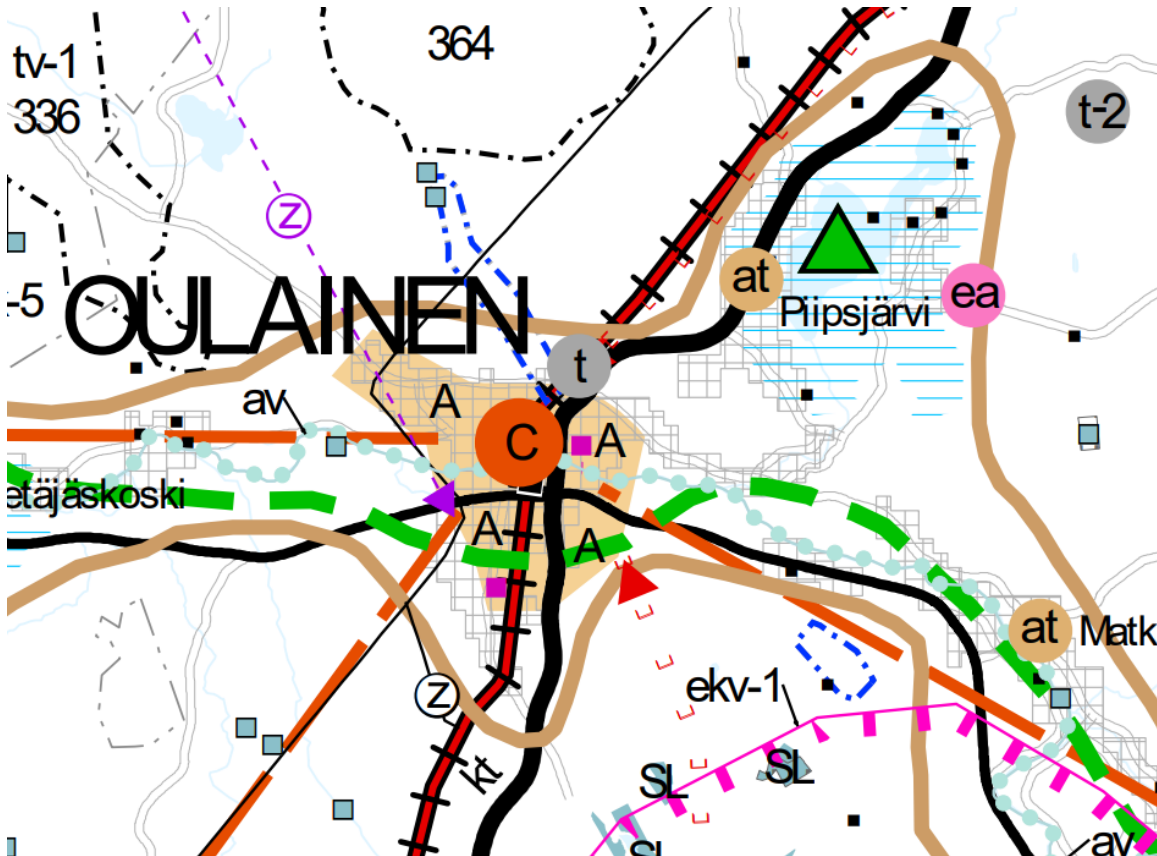 364
tv-1
336
t-2
Z
at
ea
-5
OULAINEN
Piipsjärvi
t
A
av
C
A
etäjäskoski
A
A
at
Matk
ekv-1
Z
kt
SL
SL
SL
av